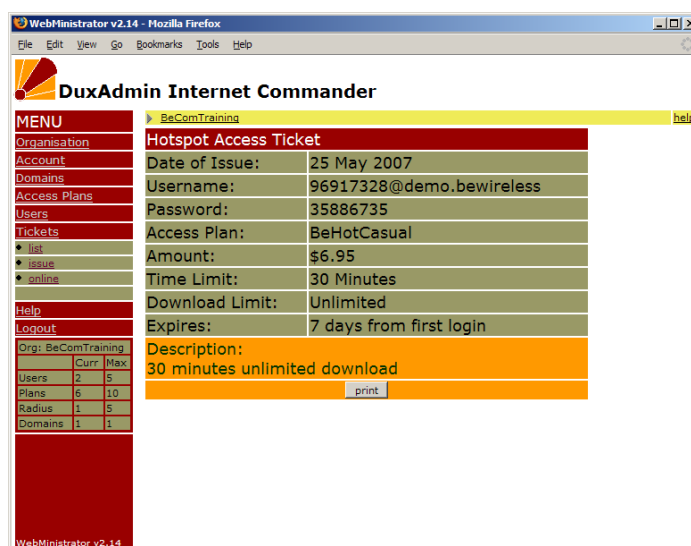 WebMinistrator v2.14 - Mozilla Firefox
File Edit View Go Bookmarks Tools Help
DuxAdmin Internet Commander
MENU
Organisation
Account
Domains
Access Plans
Users
Tickets
list
issue
online
Help
Logout
Org: BeComTraining
Curr Max
Users 2 5
Plans 6 10
Radius 1 5
Domains 1 1
WebMinistrator v2.14
BeComTraining help
Hotspot Access Ticket
Date of Issue: 25 May 2007
Username: 96917328@demo.bewireless
Password: 35886735
Access Plan: BeHotCasual
Amount: $6.95
Time Limit: 30 Minutes
Download Limit: Unlimited
Expires: 7 days from first login
Description:
30 minutes unlimited download
print